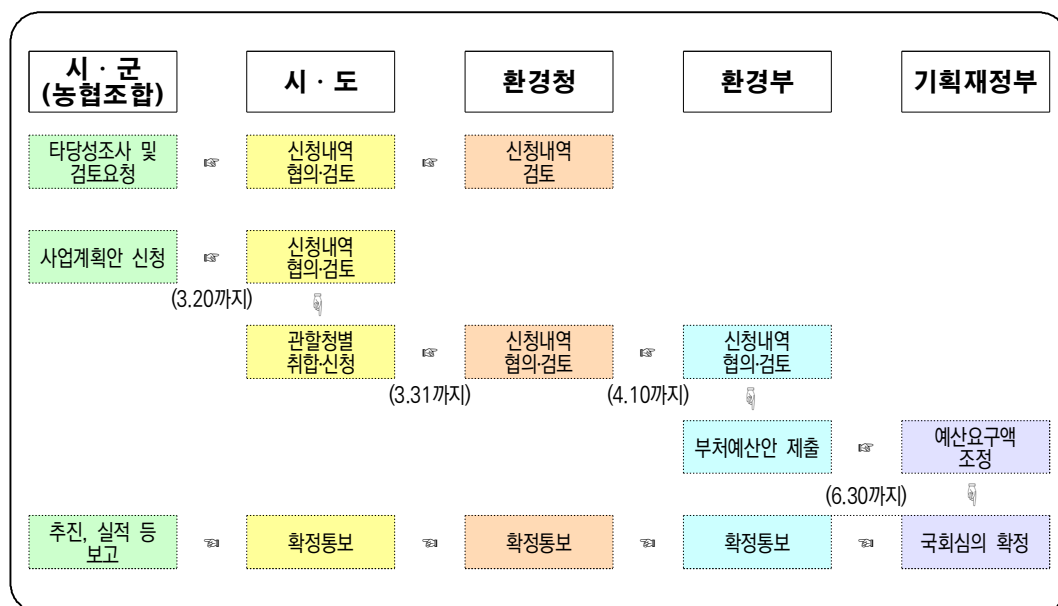 시 · 군
(농협조합)
시 · 도
환경청
환경부
기획재정부
타당성조사 및
검토요청
☞
신청내역
협의·검토
☞
신청내역
검토
사업계획안 신청
☞
신청내역
협의·검토
(3.20까지)
☟
관할청별
취합·신청
☞
신청내역
협의·검토
☞
신청내역
협의·검토
(3.31까지)
(4.10까지)
☟
부처예산안 제출
☞
예산요구액
조정
(6.30까지)
☟
추진, 실적 등
보고
☜
확정통보
☜
확정통보
☜
확정통보
☜
국회심의 확정